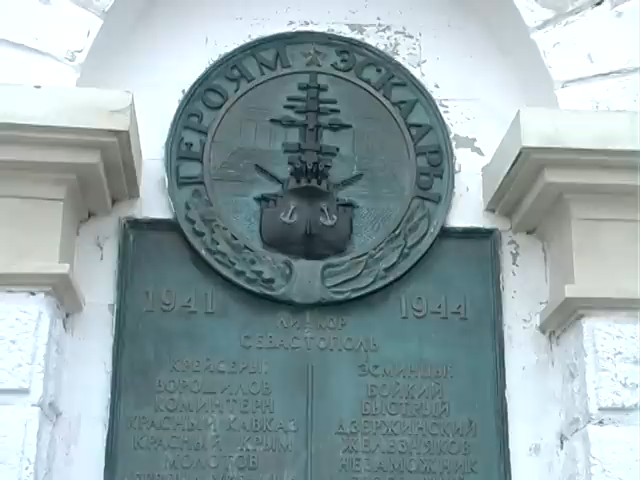 ГЕРОЯМ ЭСКАДРЫ
1941 1944
ЛИНКОР
СЕВАСТОПОЛЬ
КРЕЙСЕРЫ:
ВОРОШИЛОВ
КОМИНТЕРН
КРАСНЫЙ КАВКАЗ
КРАСНЫЙ КРЫМ
МОЛОТОВ
ЭСМИНЦЫ:
БОЙКИЙ
БЫСТРЫЙ
ДЗЕРЖИНСКИЙ
ЖЕЛЕЗНЯКОВ
НЕЗАМОЖНИК